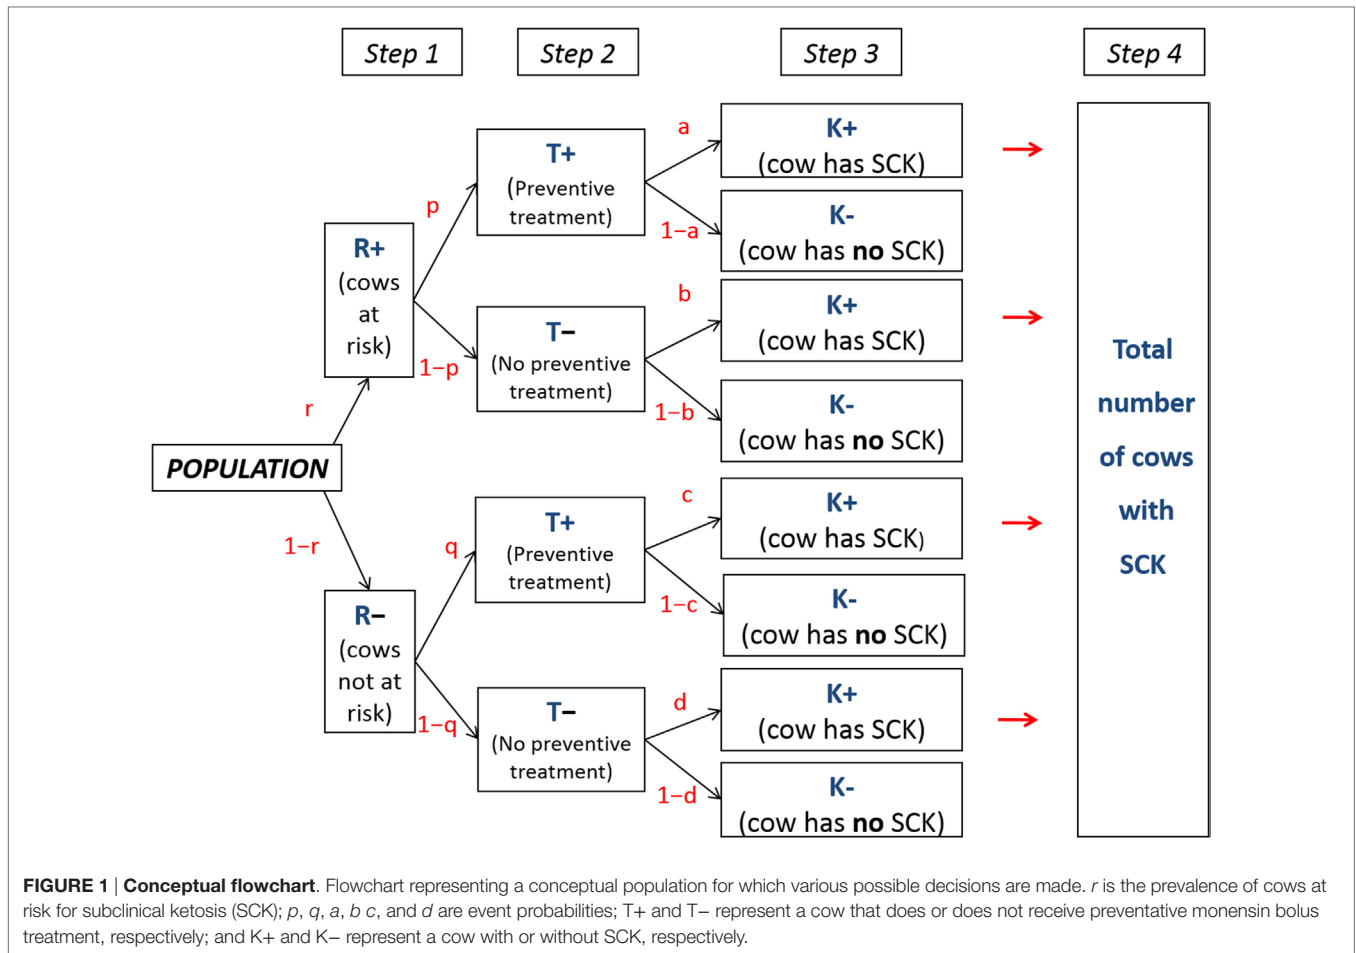 Step 1
Step 2
Step 3
Step 4
POPULATION
r
1–r
R+
(cows
at
risk)
R–
(cows
not at
risk)
p
1–p
q
1–q
T+
(Preventive
treatment)
T–
(No preventive
treatment)
T+
(Preventive
treatment)
T–
(No preventive
treatment)
a
1–a
b
1–b
c
1–c
d
1–d
K+
(cow has SCK)
K-
(cow has no SCK)
K+
(cow has SCK)
K-
(cow has no SCK)
K+
(cow has SCK)
K-
(cow has no SCK)
K+
(cow has SCK)
K-
(cow has no SCK)
Total
number
of cows
with
SCK
FIGURE 1 | Conceptual flowchart. Flowchart representing a conceptual population for which various possible decisions are made. r is the prevalence of cows at
risk for subclinical ketosis (SCK); p, q, a, b c, and d are event probabilities; T+ and T– represent a cow that does or does not receive preventative monensin bolus
treatment, respectively; and K+ and K– represent a cow with or without SCK, respectively.